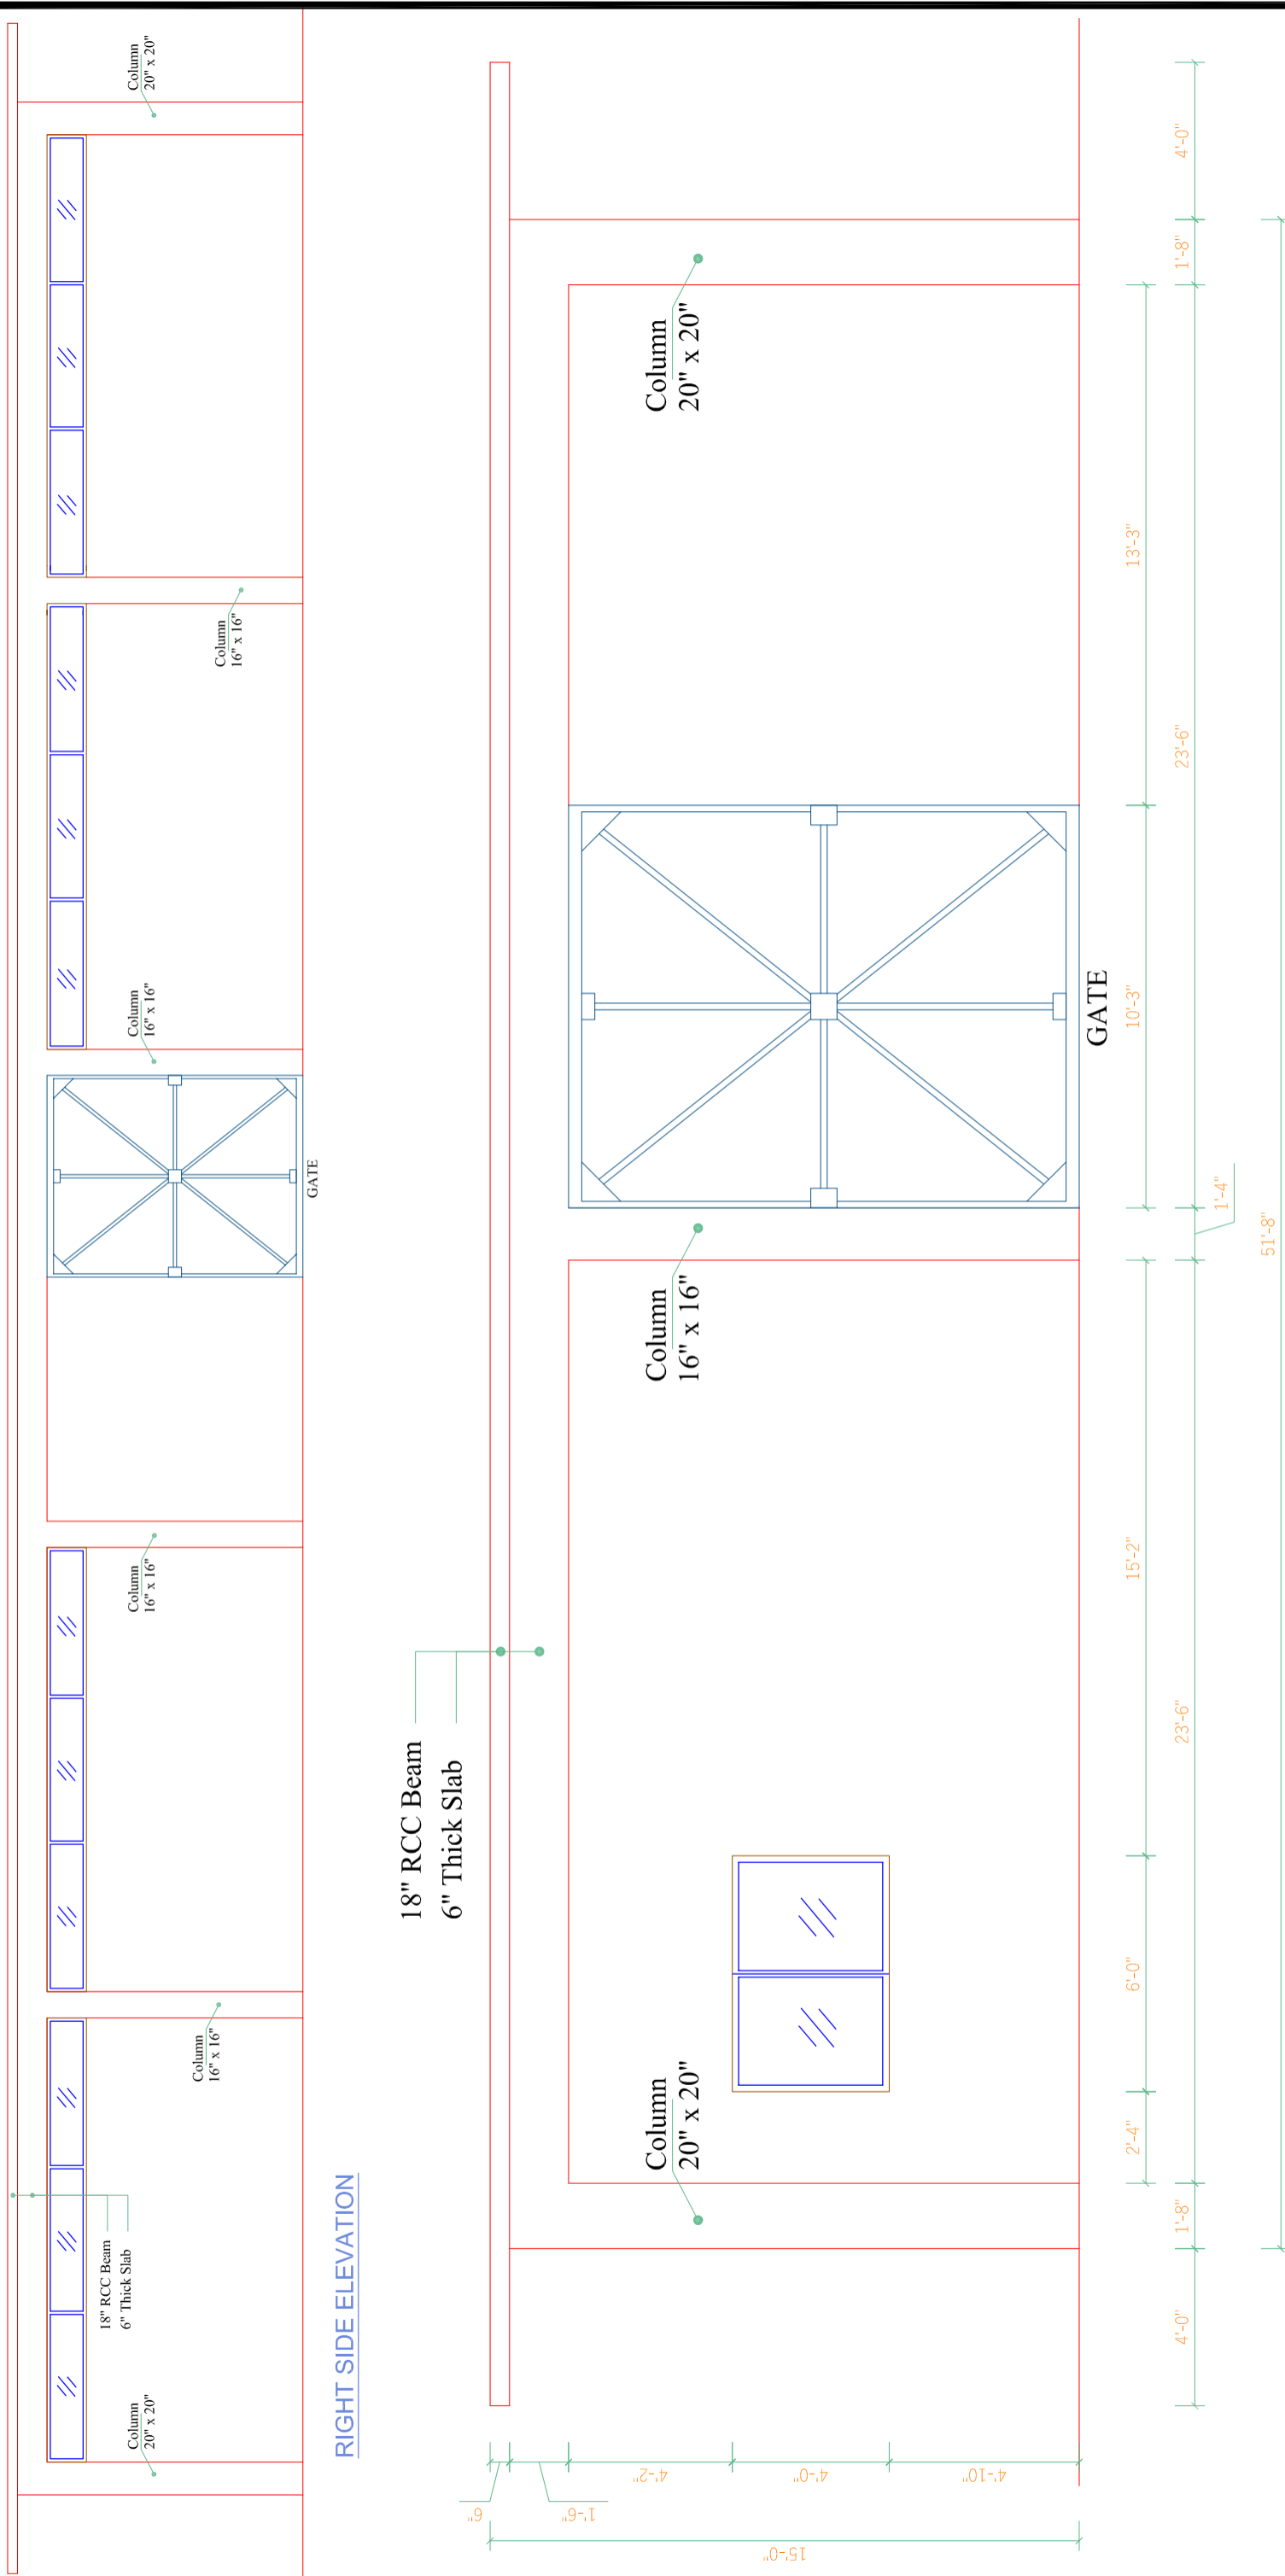 18" RCC Beam
6" Thick Slab
Column
20" x 20"
Column
16" x 16"
Column
16" x 16"
GATE
Column
16" x 16"
Column
16" x 16"
Column
20" x 20"
RIGHT SIDE ELEVATION
18" RCC Beam
6" Thick Slab
Column
20" x 20"
Column
16" x 16"
Column
20" x 20"
GATE
6"
1'-6"
4'-2"
4'-0"
4'-10"
15'-0"
2'-4"
6'-0"
15'-2"
10'-3"
13'-3"
4'-0"
1'-8"
23'-6"
1'-4"
23'-6"
1'-8"
4'-0"
51'-8"